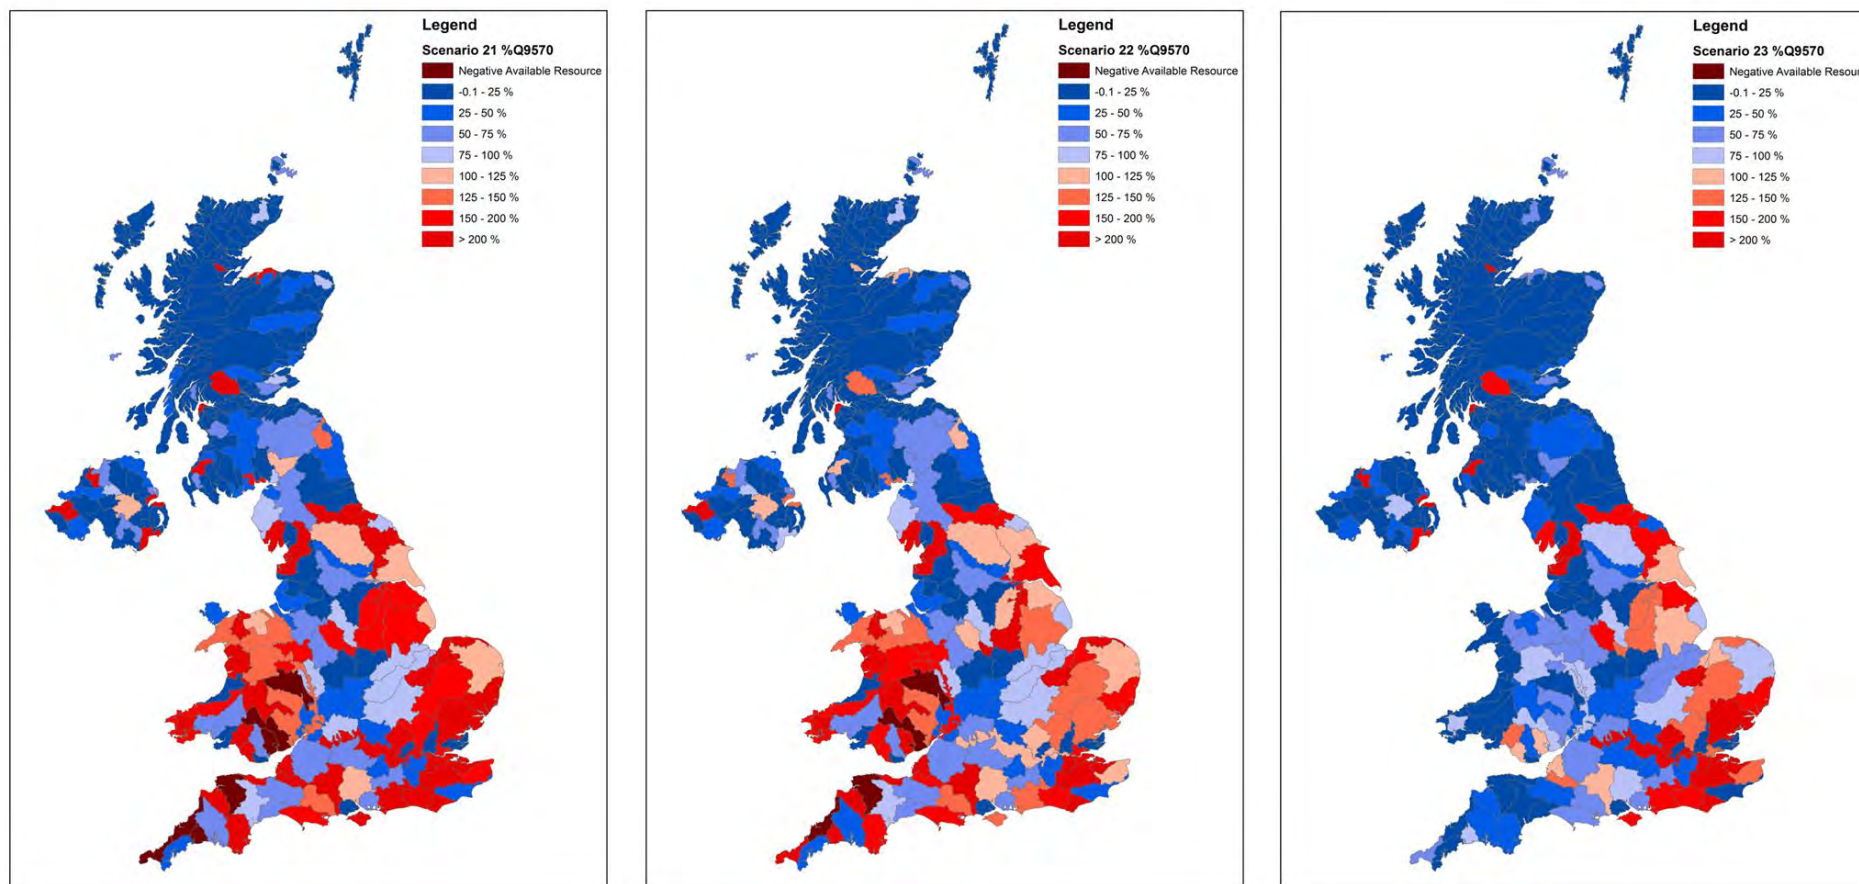 Legend
Scenario 21 %Q9570
Negative Available Resource
-0.1 - 25 %
25 - 50 %
50 - 75 %
75 - 100 %
100 - 125 %
125 - 150 %
150 - 200 %
> 200 %
Legend
Scenario 22 %Q9570
Negative Available Resource
-0.1 - 25 %
25 - 50 %
50 - 75 %
75 - 100 %
100 - 125 %
125 - 150 %
150 - 200 %
> 200 %
Legend
Scenario 23 %Q9570
Negative Available Resour
-0.1 - 25 %
25 - 50 %
50 - 75 %
75 - 100 %
100 - 125 %
125 - 150 %
150 - 200 %
> 200 %